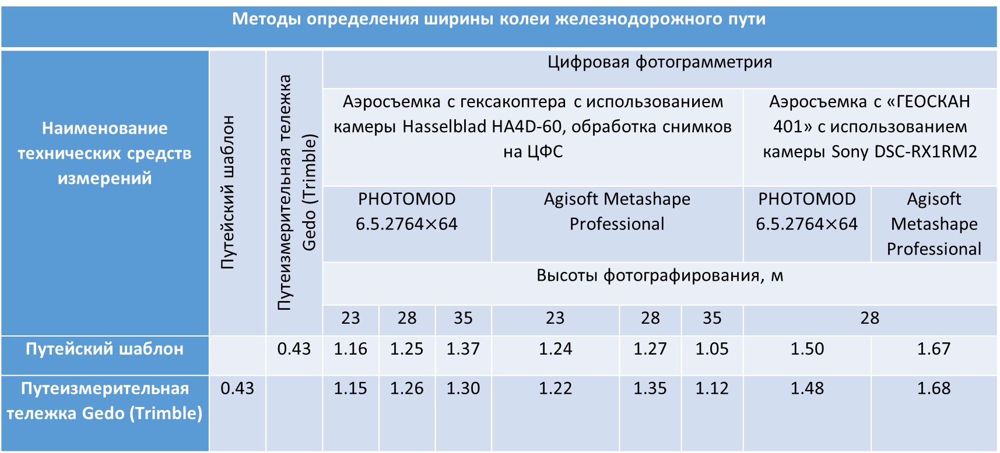 Методы определения ширины колеи железнодорожного пути
Наименование
технических средств
измерений
Путейский шаблон
Путеизмерительная тележка
Gedo (Trimble)
Цифровая фотограмметрия
Аэросъемка с гексакоптера с использованием
камеры Hasselblad HA4D-60, обработка снимков
на ЦФС
Аэросъемка с «ГЕОСКАН
401» с использованием
камеры Sony DSC-RX1RM2
PHOTOMOD
6.5.2764×64
Agisoft Metashape
Professional
PHOTOMOD
6.5.2764×64
Agisoft
Metashape
Professional
Высоты фотографирования, м
23 28 35 23 28 35 28
Путейский шаблон 0.43 1.16 1.25 1.37 1.24 1.27 1.05 1.50 1.67
Путеизмерительная
тележка Gedo (Trimble)
0.43 1.15 1.26 1.30 1.22 1.35 1.12 1.48 1.68